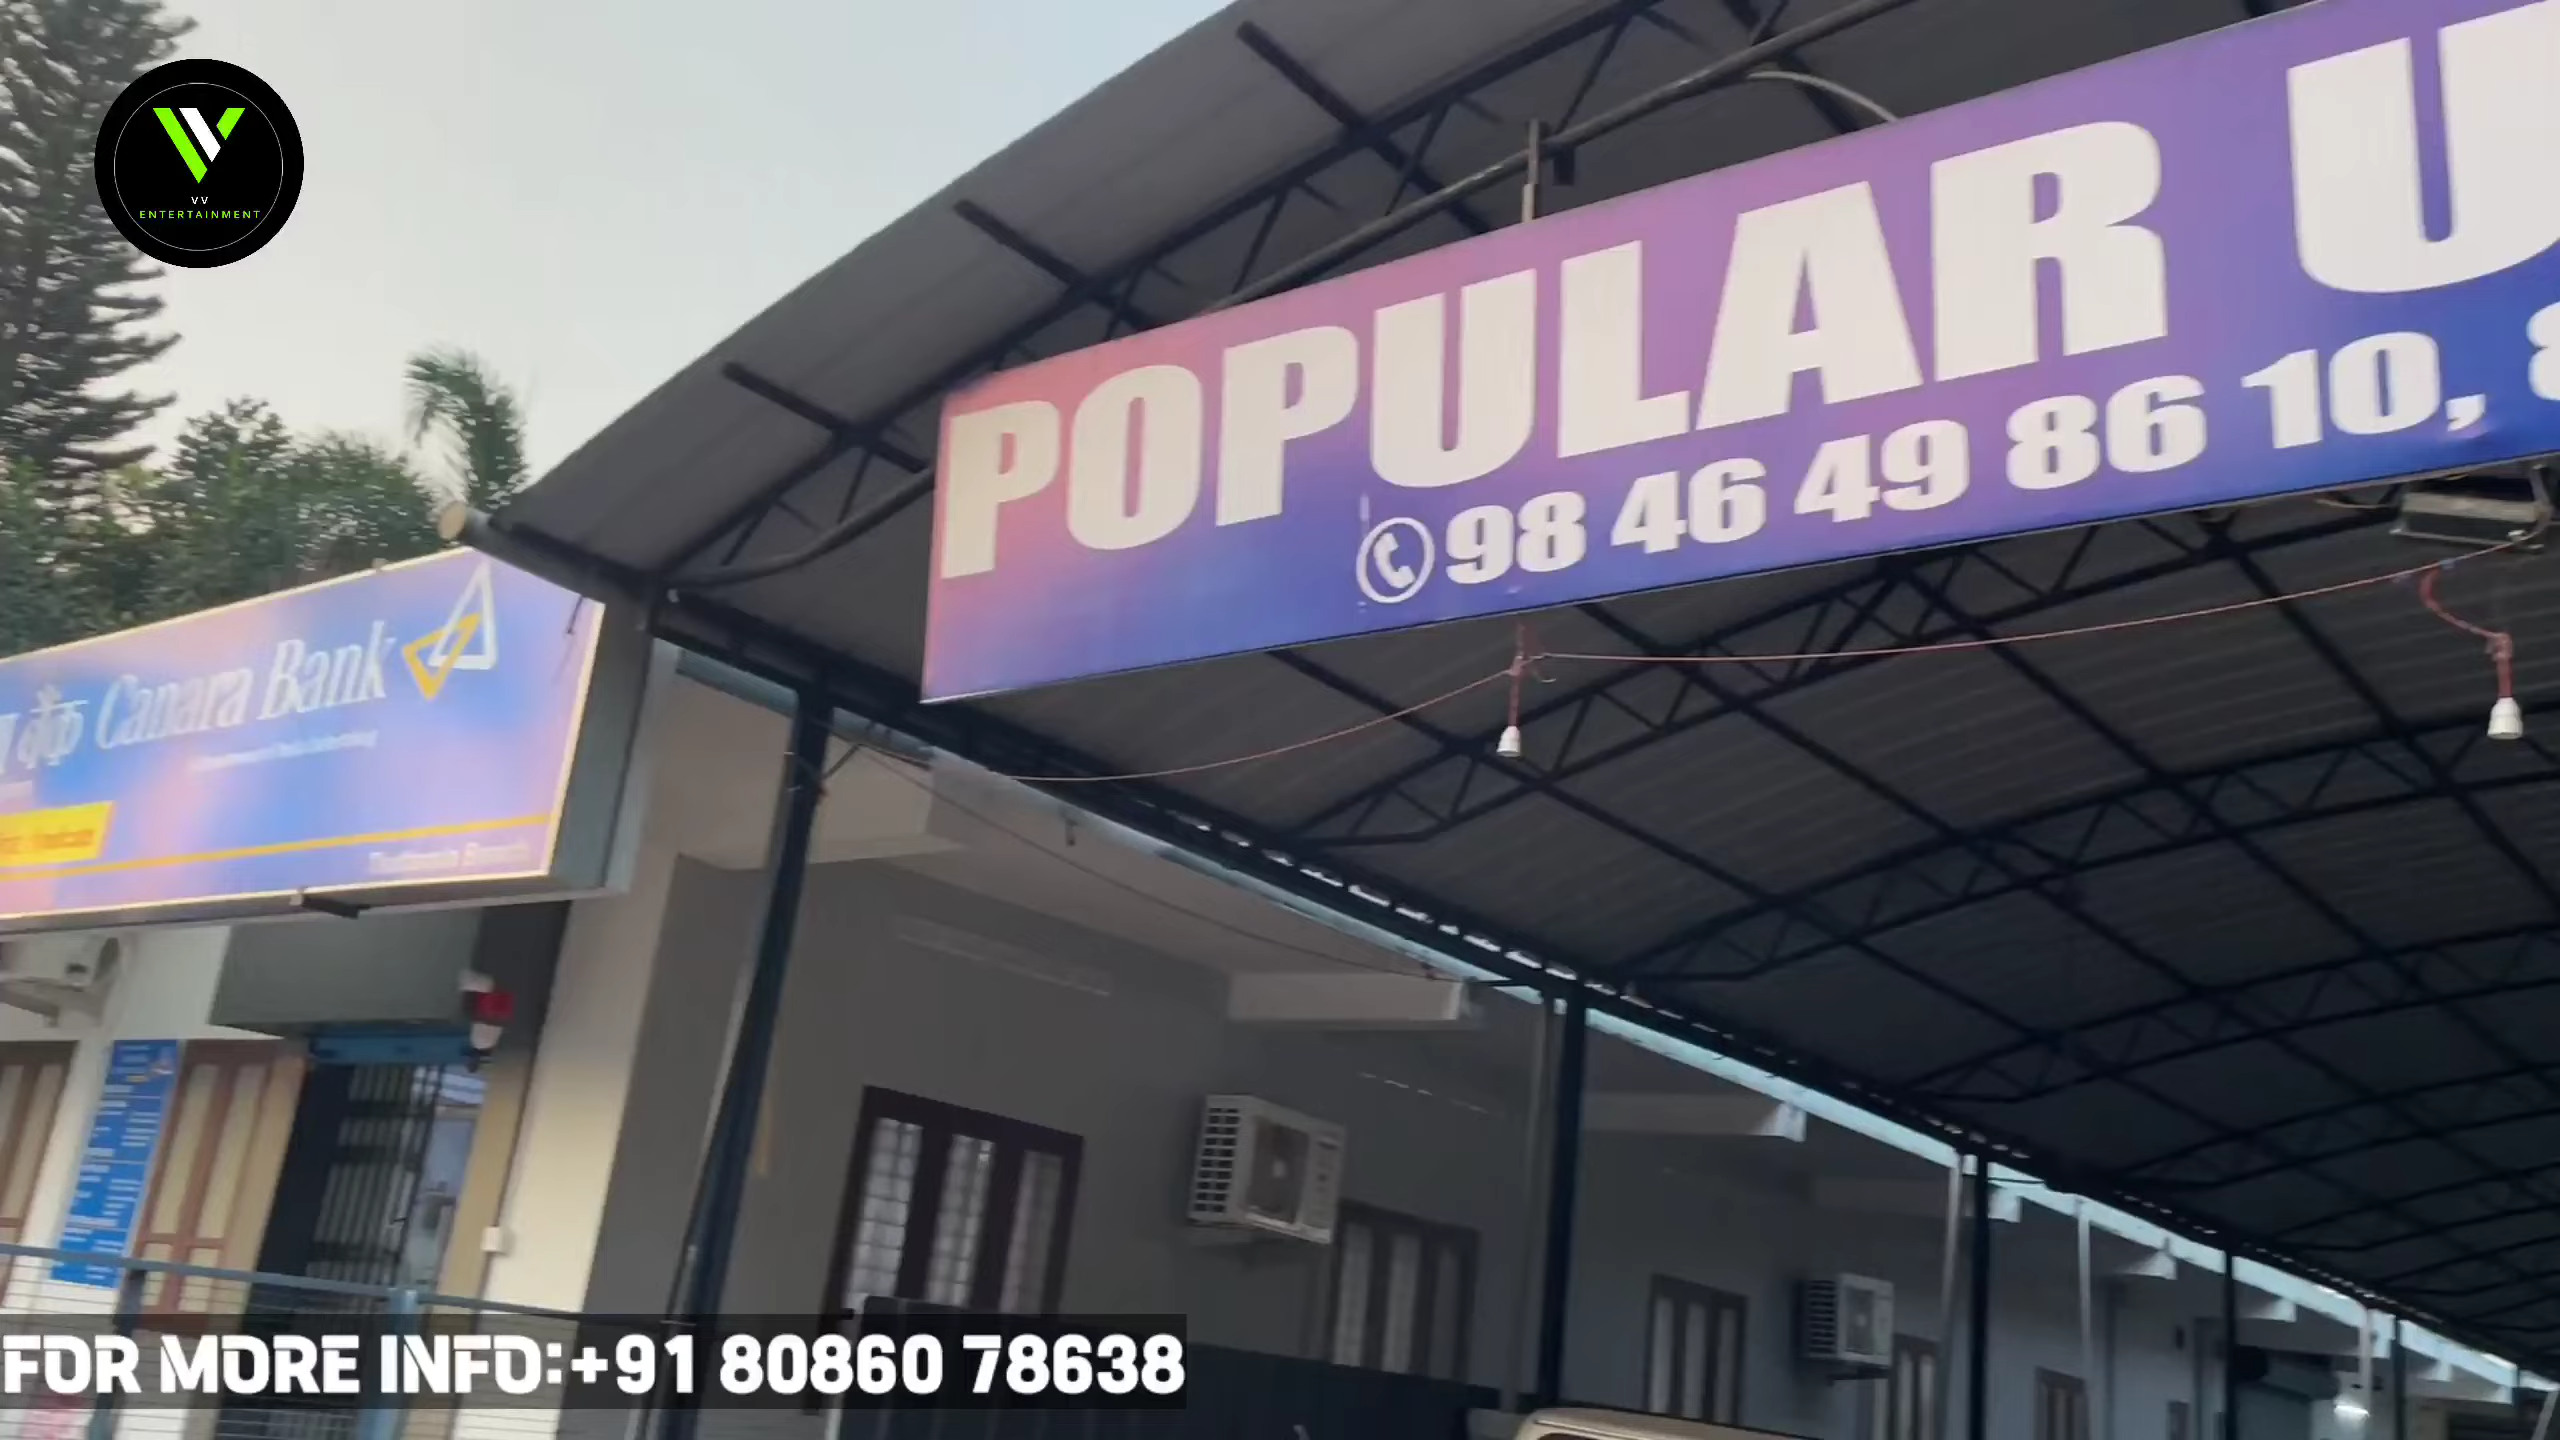 VV
ENTERTAINMENT
POPULAR U
98 46 49 86 10, 8
बैंक Canara Bank
FOR MORE INFO:+91 80860 78638